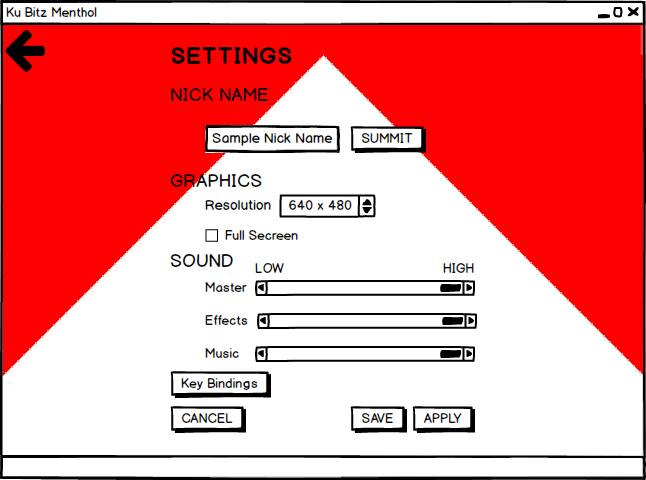 Ku Bitz Menthol
SETTINGS
NICK NAME
Sample Nick Name SUMMIT
GRAPHICS
Resolution 640 x 480
Full Secreen
SOUND
LOW HIGH
Master
Effects
Music
Key Bindings
CANCEL SAVE APPLY